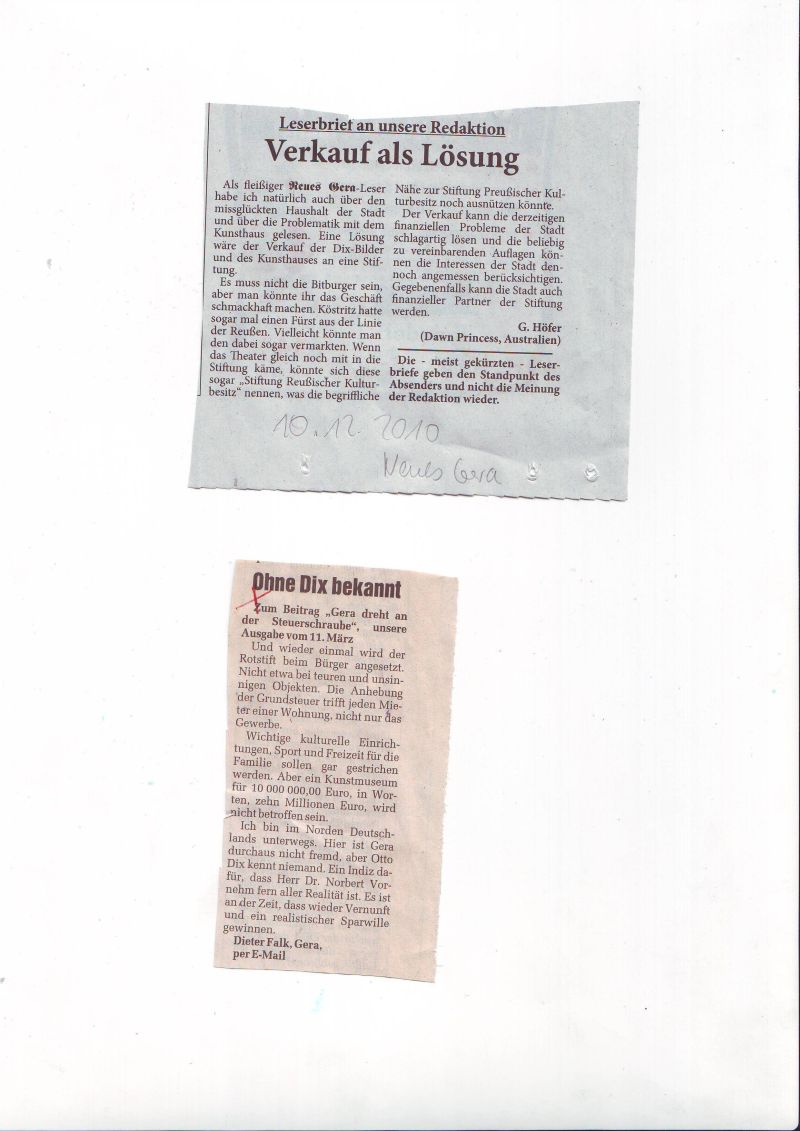 Leserbrief an unsere Redaktion
Verkauf als Lösung
Als fleißiger Neues Gera-Leser
habe ich natürlich auch über den
missglückten Haushalt der Stadt
und über die Problematik mit dem
Kunsthaus gelesen. Eine Lösung
wäre der Verkauf der Dix-Bilder
und des Kunsthauses an eine Stif-
tung.
Es muss nicht die Bitburger sein,
aber man könnte ihr das Geschäft
schmackhaft machen. Köstritz hatte
sogar mal einen Fürst aus der Linie
der Reußen. Vielleicht könnte man
den dabei sogar vermarkten. Wenn
das Theater gleich noch mit in die
Stiftung käme, könnte sich diese
sogar „Stiftung Reußischer Kultur-
besitz“ nennen, was die begriffliche
Nähe zur Stiftung Preußischer Kul-
turbesitz noch ausnützen könnte.
Der Verkauf kann die derzeitigen
finanziellen Probleme der Stadt
schlagartig lösen und die beliebig
zu vereinbarenden Auflagen kön-
nen die Interessen der Stadt den-
noch angemessen berücksichtigen.
Gegebenenfalls kann die Stadt auch
finanzieller Partner der Stiftung
werden.
G. Höfer
(Dawn Princess, Australien)
Die - meist gekürzten - Leser-
briefe geben den Standpunkt des
Absenders und nicht die Meinung
der Redaktion wieder.
10.12.2010
Neues Gera
Ohne Dix bekannt
Zum Beitrag „Gera dreht an
der Steuerschraube“, unsere
Ausgabe vom 11. März
Und wieder einmal wird der
Rotstift beim Bürger angesetzt.
Nicht etwa bei teuren und unsin-
nigen Objekten. Die Anhebung
der Grundsteuer trifft jeden Mie-
ter einer Wohnung, nicht nur das
Gewerbe.
Wichtige kulturelle Einrich-
tungen, Sport und Freizeit für die
Familie sollen gar gestrichen
werden. Aber ein Kunstmuseum
für 10 000 000,00 Euro, in Wor-
ten, zehn Millionen Euro, wird
nicht betroffen sein.
Ich bin im Norden Deutsch-
lands unterwegs. Hier ist Gera
durchaus nicht fremd, aber Otto
Dix kennt niemand. Ein Indiz da-
für, dass Herr Dr. Norbert Vor-
nehm fern aller Realität ist. Es ist
an der Zeit, dass wieder Vernunft
und ein realistischer Sparwille
gewinnen.
Dieter Falk, Gera,
per E-Mail